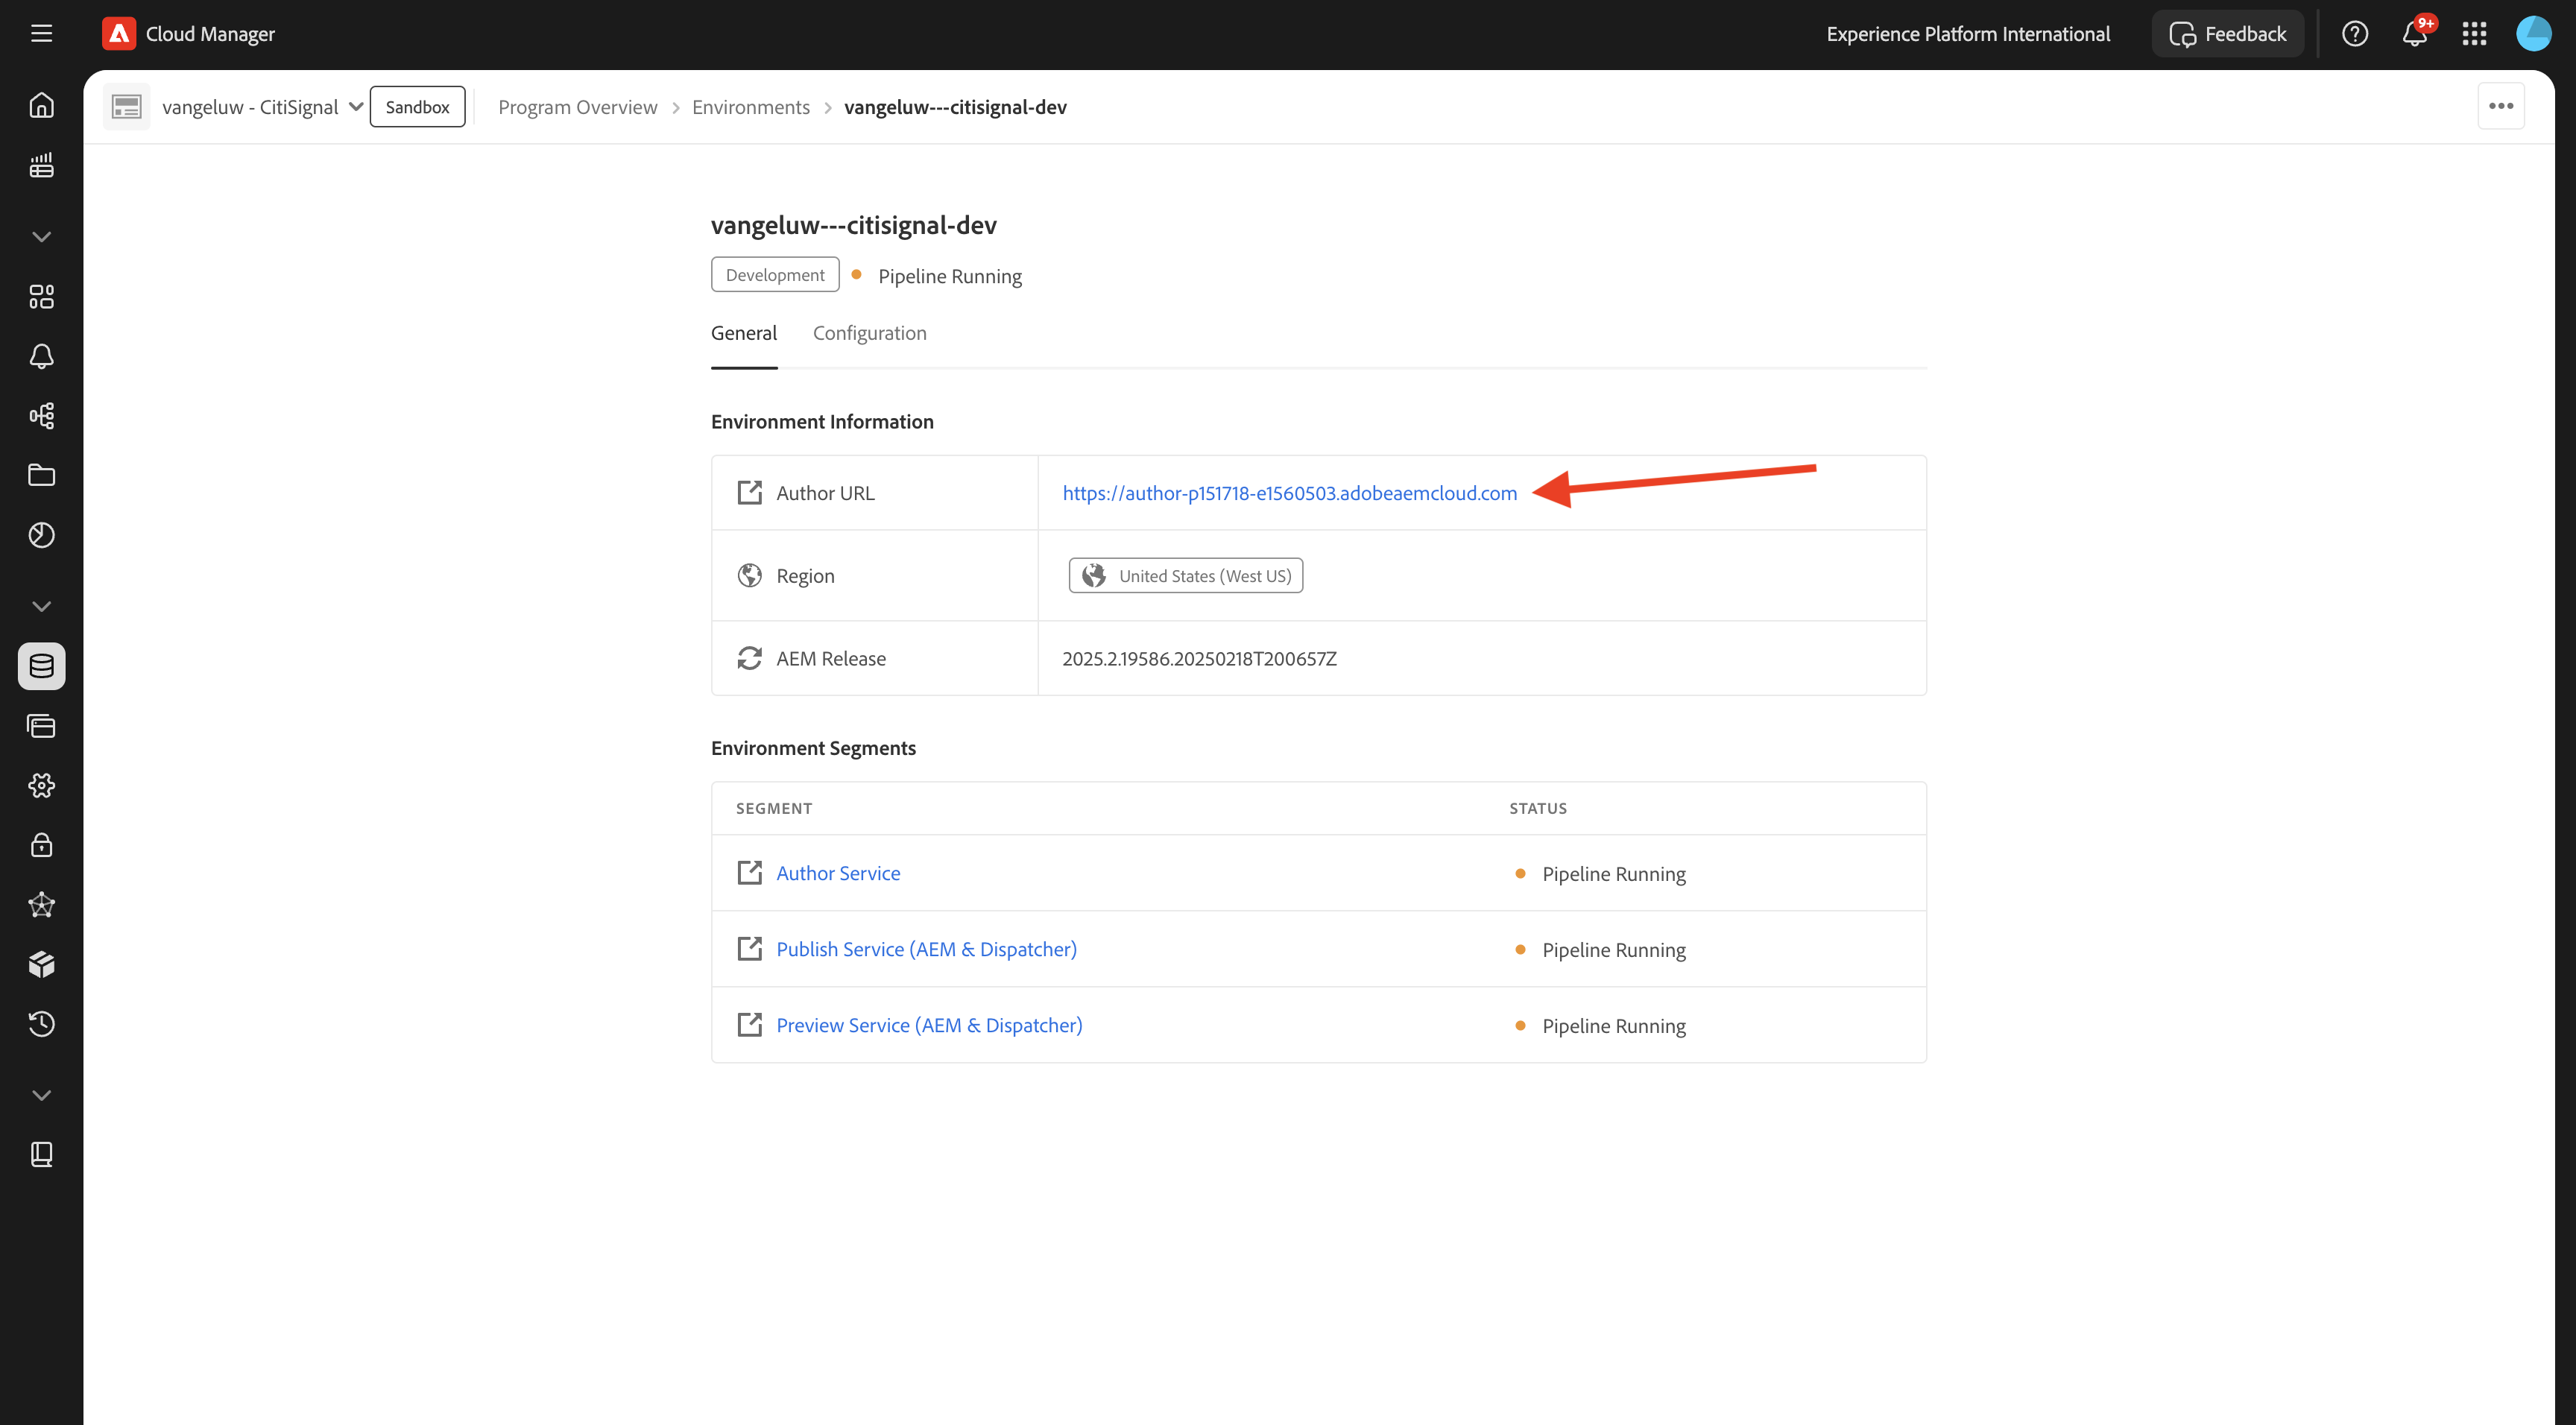 Cloud Manager
Experience Platform International
Feedback
9+
vangeluw - CitiSignal
Sandbox
Program Overview
Environments
vangeluw---citisignal-dev
vangeluw---citisignal-dev
Development
Pipeline Running
General
Configuration
Environment Information
Author URL
https://author-p151718-e1560503.adobeaemcloud.com
Region
United States (West US)
AEM Release
2025.2.19586.20250218T200657Z
Environment Segments
SEGMENT
STATUS
Author Service
Pipeline Running
Publish Service (AEM & Dispatcher)
Pipeline Running
Preview Service (AEM & Dispatcher)
Pipeline Running